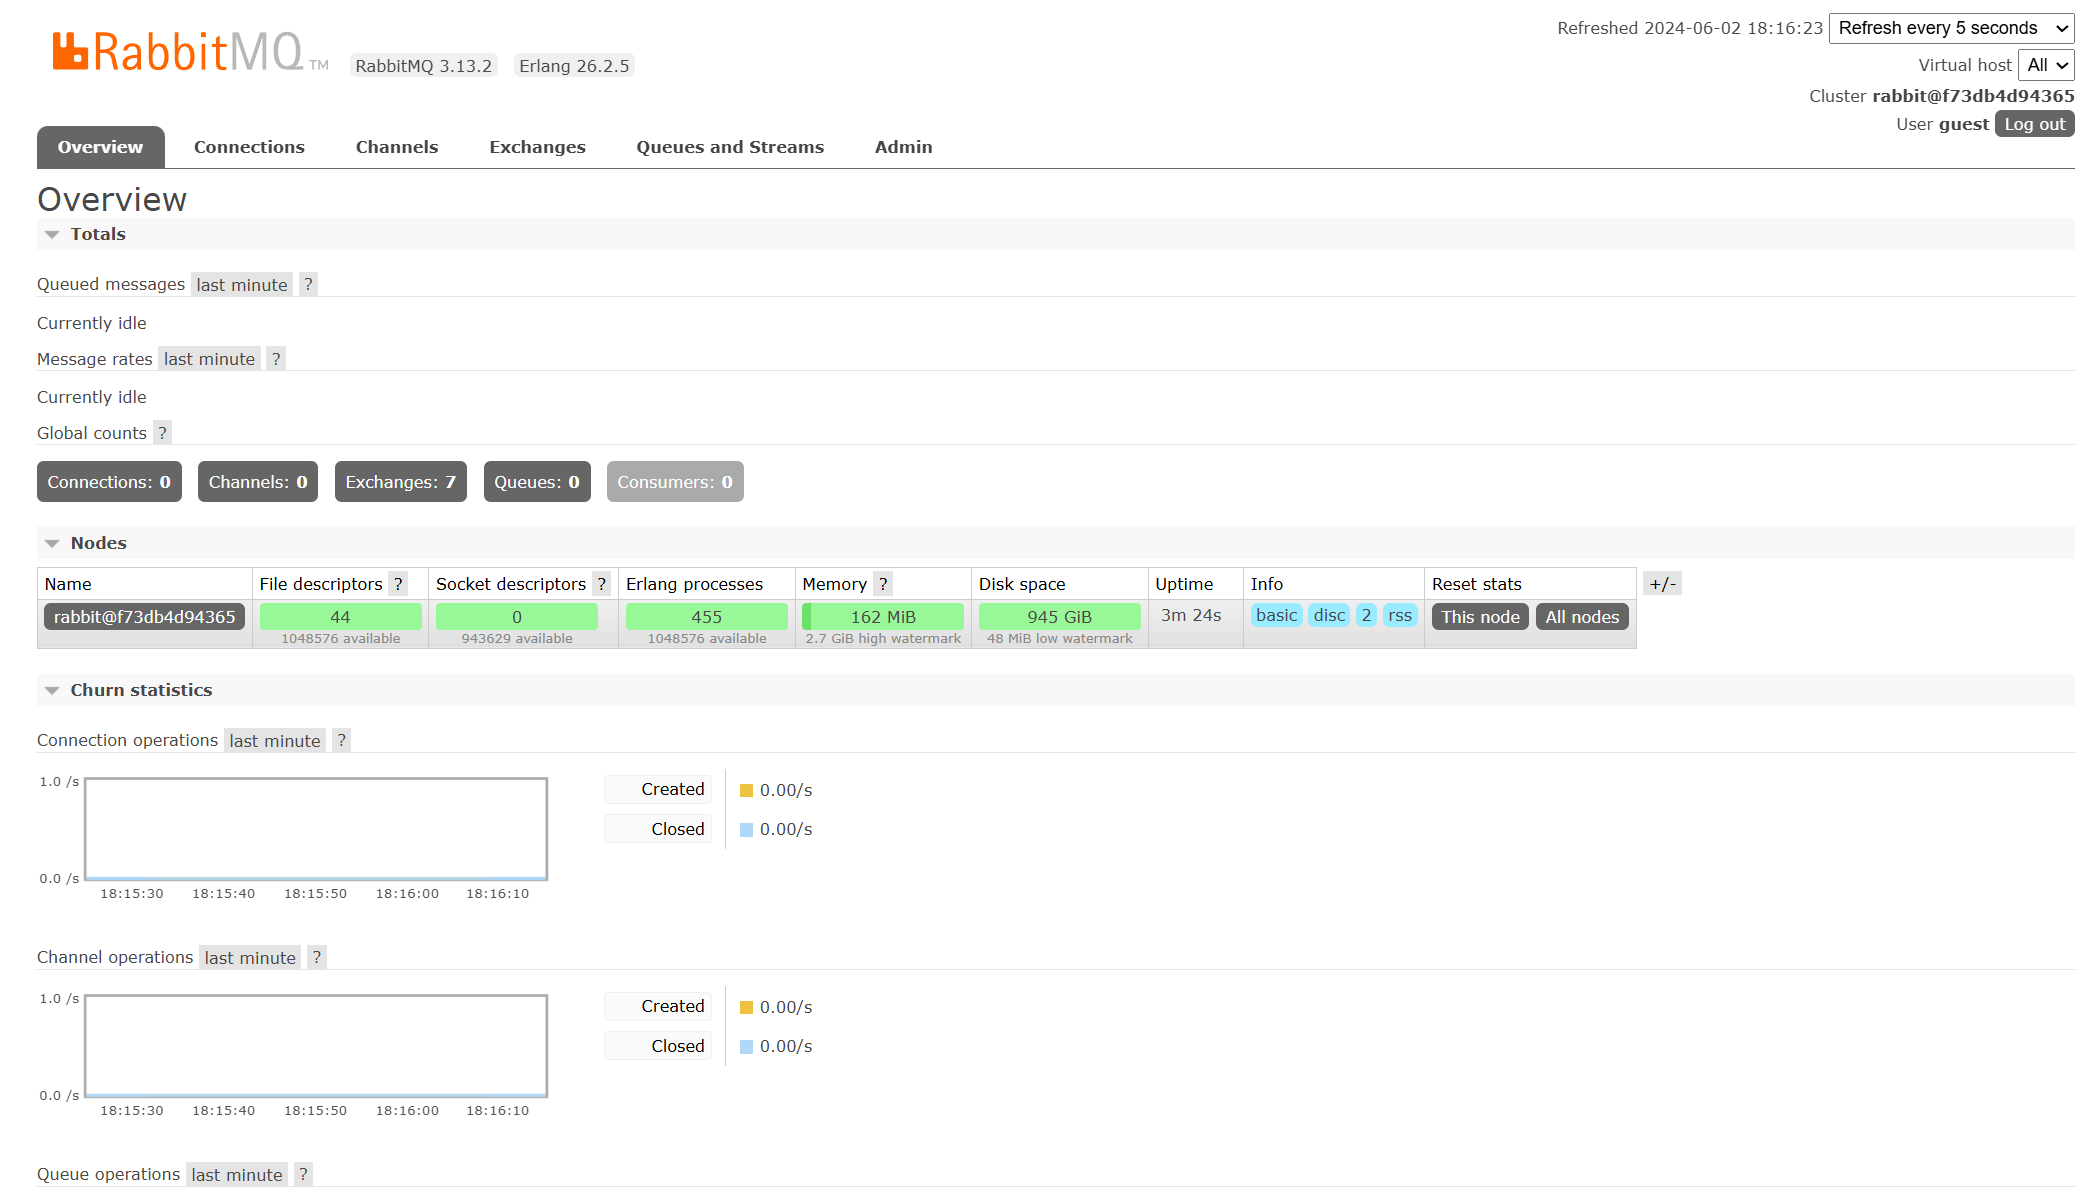 RabbitMQ TM RabbitMQ 3.13.2 Erlang 26.2.5
Refreshed 2024-06-02 18:16:23 Refresh every 5 seconds
Virtual host All
Cluster rabbit@f73db4d94365
User guest Log out
Overview Connections Channels Exchanges Queues and Streams Admin
Overview
Totals
Queued messages last minute ?
Currently idle
Message rates last minute ?
Currently idle
Global counts ?
Connections: 0 Channels: 0 Exchanges: 7 Queues: 0 Consumers: 0
Nodes
Name File descriptors ? Socket descriptors ? Erlang processes Memory ? Disk space Uptime Info Reset stats +/-
rabbit@f73db4d94365 44 0 455 162 MiB 945 GiB 3m 24s basic disc 2 rss This node All nodes
1048576 available 943629 available 1048576 available 2.7 GiB high watermark 48 MiB low watermark
Churn statistics
Connection operations last minute ?
1.0 /s
Created 0.00/s
Closed 0.00/s
0.0 /s
18:15:30 18:15:40 18:15:50 18:16:00 18:16:10
Channel operations last minute ?
1.0 /s
Created 0.00/s
Closed 0.00/s
0.0 /s
18:15:30 18:15:40 18:15:50 18:16:00 18:16:10
Queue operations last minute ?